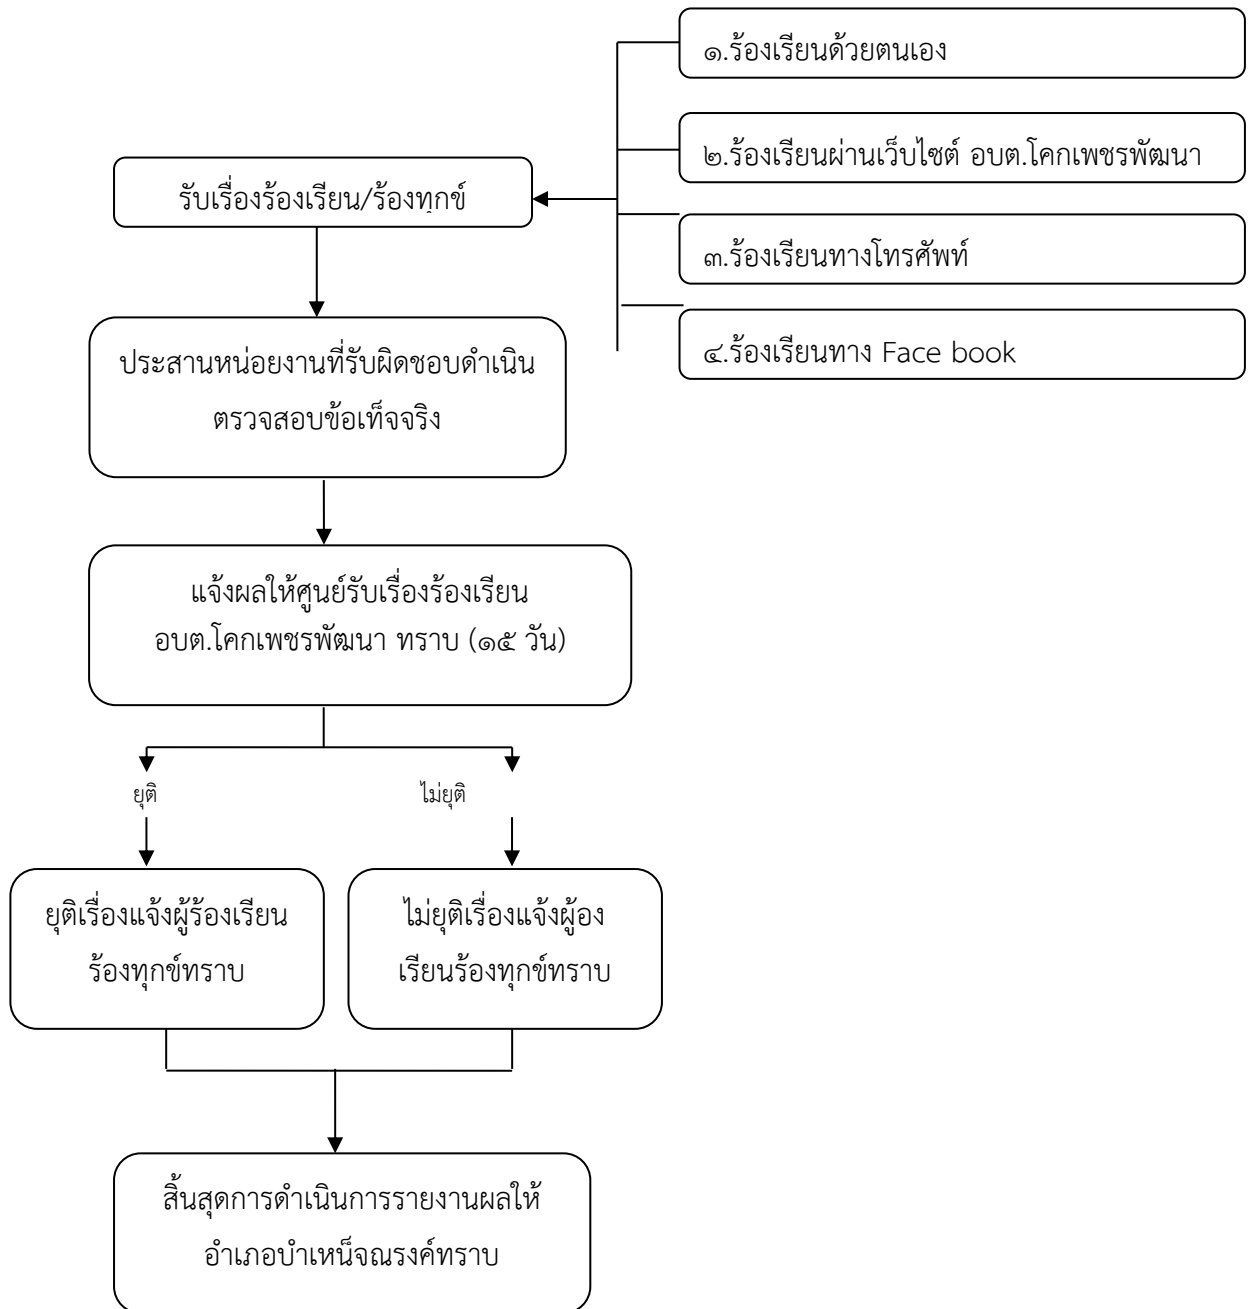 ๑.ร้องเรียนด้วยตนเอง
๒.ร้องเรียนผ่านเว็บไซต์ อบต.โคกเพชรพัฒนา
รับเรื่องร้องเรียน/ร้องทุกข์
๓.ร้องเรียนทางโทรศัพท์
๔.ร้องเรียนทาง Face book
ประสานหน่อยงานที่รับผิดชอบดำเนิน
ตรวจสอบข้อเท็จจริง
แจ้งผลให้ศูนย์รับเรื่องร้องเรียน
อบต.โคกเพชรพัฒนา ทราบ (๑๕ วัน)
ยุติ
ไม่ยุติ
ยุติเรื่องแจ้งผู้ร้องเรียน
ร้องทุกข์ทราบ
ไม่ยุติเรื่องแจ้งผู้อง
เรียนร้องทุกข์ทราบ
สิ้นสุดการดำเนินการรายงานผลให้
อำเภอบำเหน็จณรงค์ทราบ